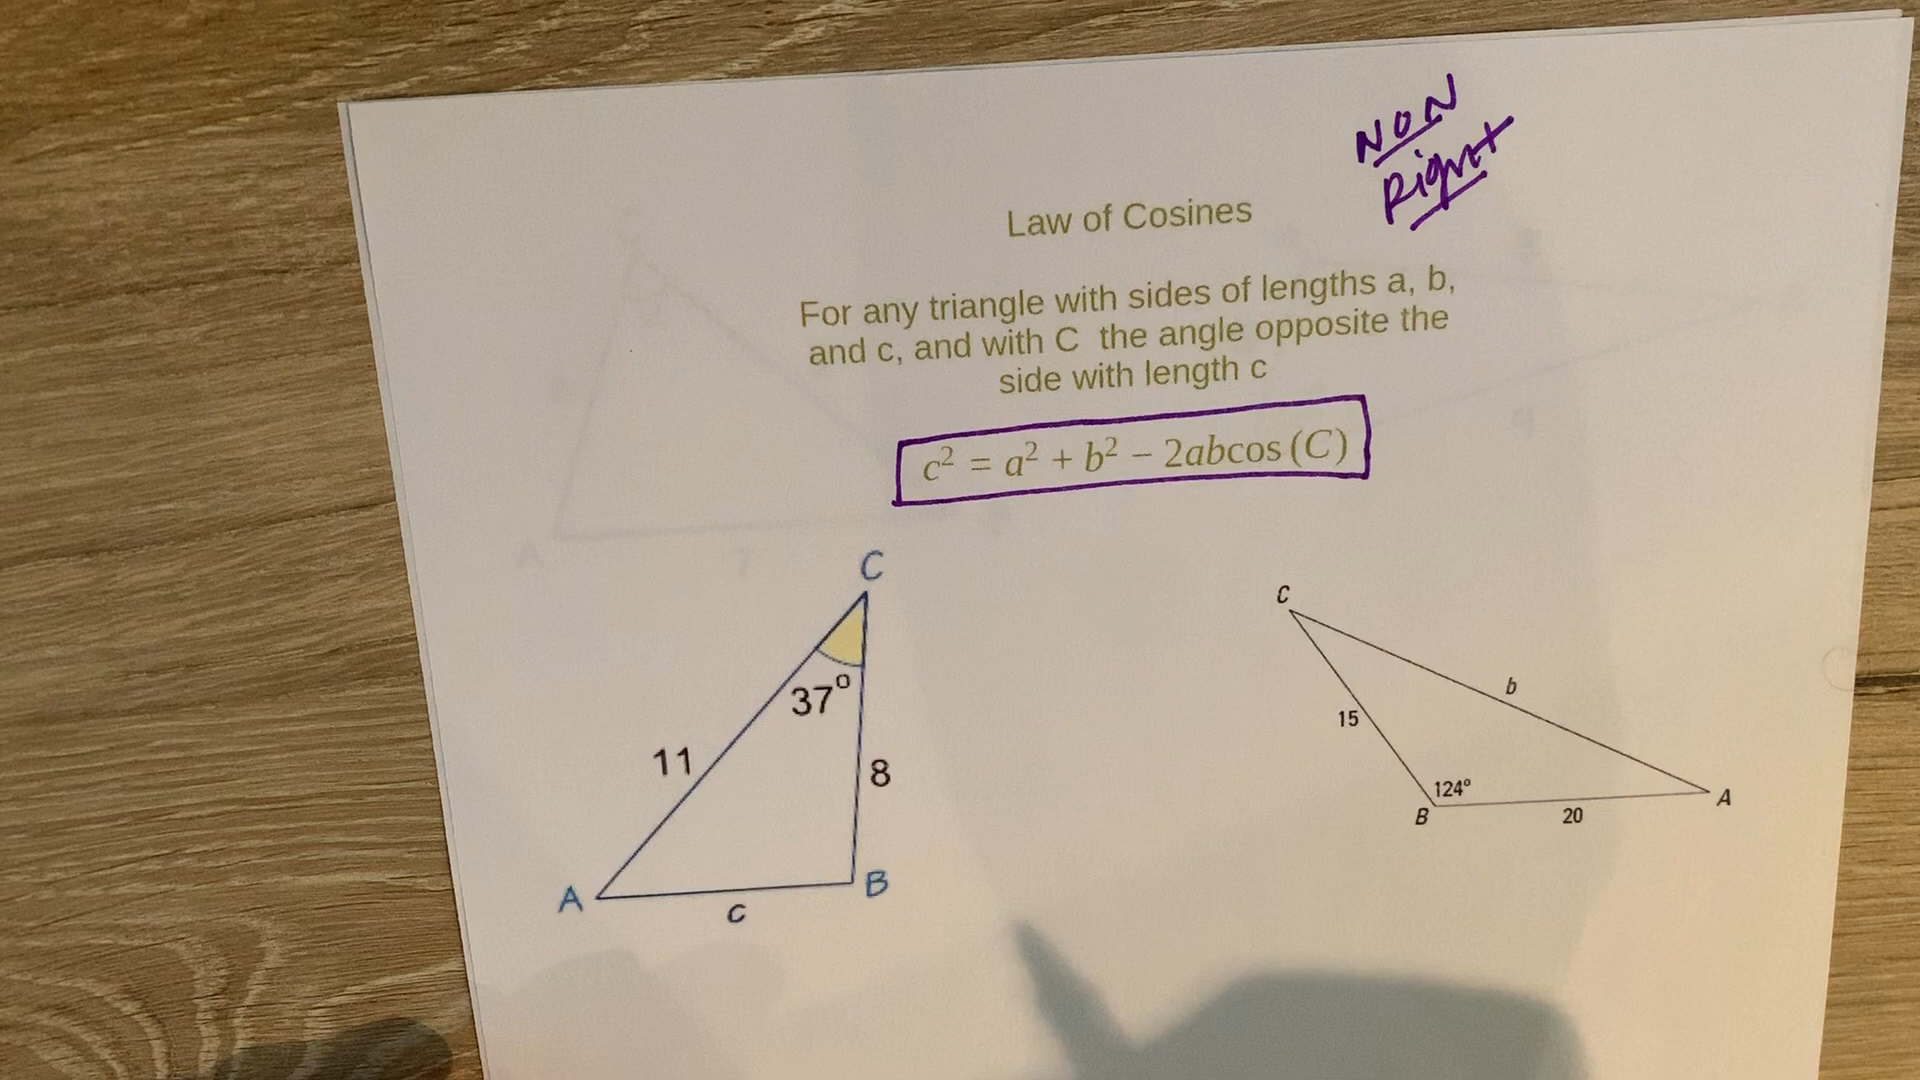 NON
Right
Law of Cosines
For any triangle with sides of lengths a, b,
and c, and with C the angle opposite the
side with length c
c² = a² + b² − 2abcos (C)
C
37°
11
8
A
B
c
C
b
15
124°
B
20
A